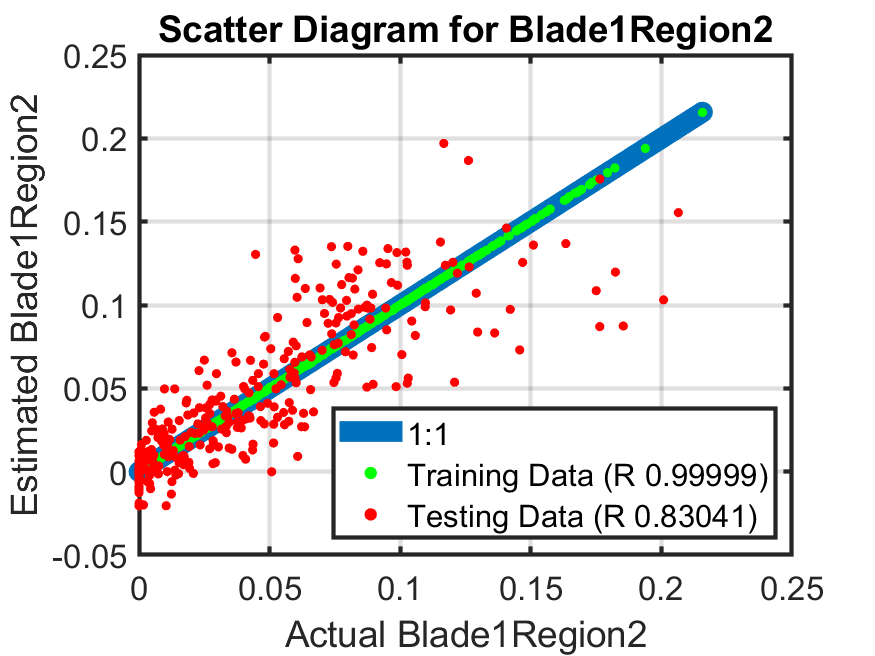 Scatter Diagram for Blade1Region2
Estimated Blade1Region2
0.25
0.2
0.15
0.1
0.05
0
-0.05
1:1
Training Data (R 0.99999)
Testing Data (R 0.83041)
0 0.05 0.1 0.15 0.2 0.25
Actual Blade1Region2